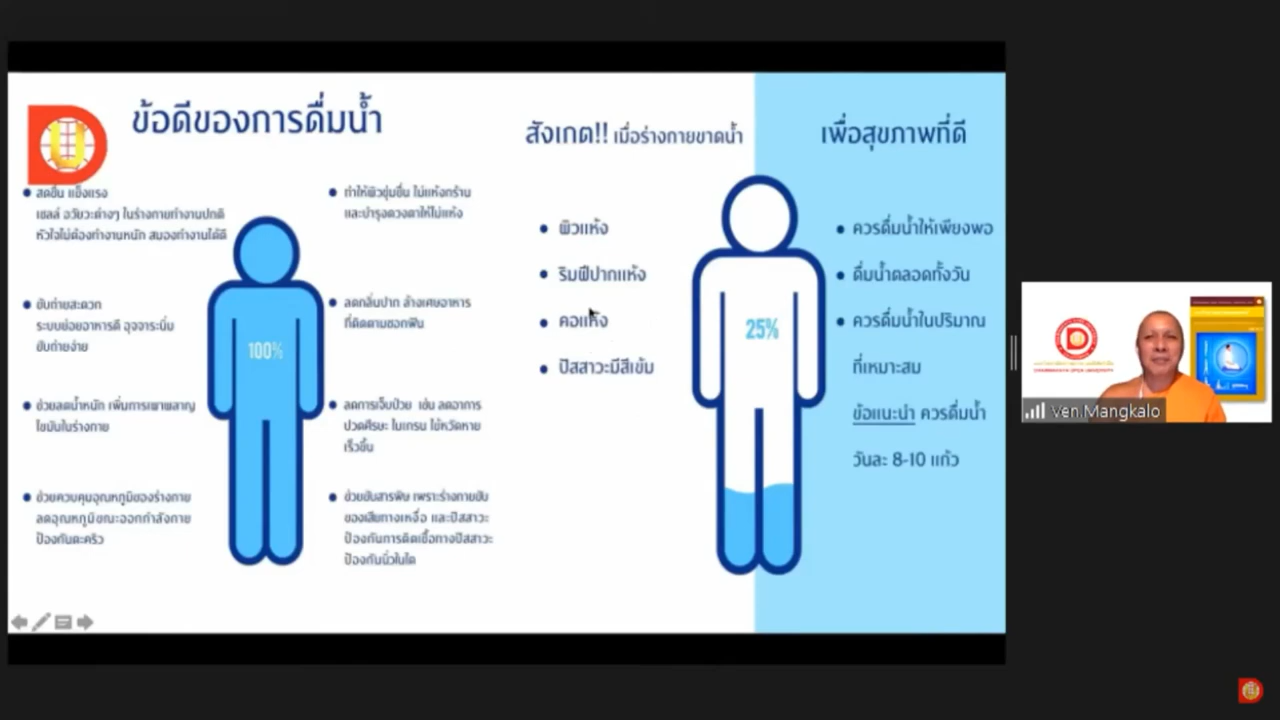 ข้อดีของการดื่มน้ำ
สดชื่น แข็งแรง
เซลล์ อวัยวะต่างๆ ในร่างกายทำงานปกติ
หัวใจไม่ต้องทำงานหนัก สมองทำงานได้ดี
ขับถ่ายสะดวก
ระบบย่อยอาหารดี อุจจาระนิ่ม
ขับถ่ายง่าย
ช่วยลดน้ำหนัก เพิ่มการเผาผลาญ
ไขมันในร่างกาย
ช่วยควบคุมอุณหภูมิของร่างกาย
ลดอุณหภูมิขณะออกกำลังกาย
ป้องกันตะคริว
100%
ทำให้ผิวชุ่มชื่น ไม่แห้งกร้าน
และบำรุงดวงตาให้ไม่แห้ง
ลดกลิ่นปาก ล้างเศษอาหาร
ที่ติดตามซอกฟัน
ลดการเจ็บป่วย เช่น ลดอาการ
ปวดศีรษะ ไมเกรน ไข้หวัดหาย
เร็วขึ้น
ช่วยขับสารพิษ เพราะร่างกายขับ
ของเสียทางเหงื่อ และปัสสาวะ
ป้องกันการติดเชื้อทางปัสสาวะ
ป้องกันนิ่วในไต
สังเกต!! เมื่อร่างกายขาดน้ำ
ผิวแห้ง
ริมฝีปากแห้ง
คอแห้ง
ปัสสาวะมีสีเข้ม
25%
เพื่อสุขภาพที่ดี
ควรดื่มน้ำให้เพียงพอ
ดื่มน้ำตลอดทั้งวัน
ควรดื่มน้ำในปริมาณ
ที่เหมาะสม
ข้อแนะนำ ควรดื่มน้ำ
วันละ 8-10 แก้ว
Ven.Mangkalo